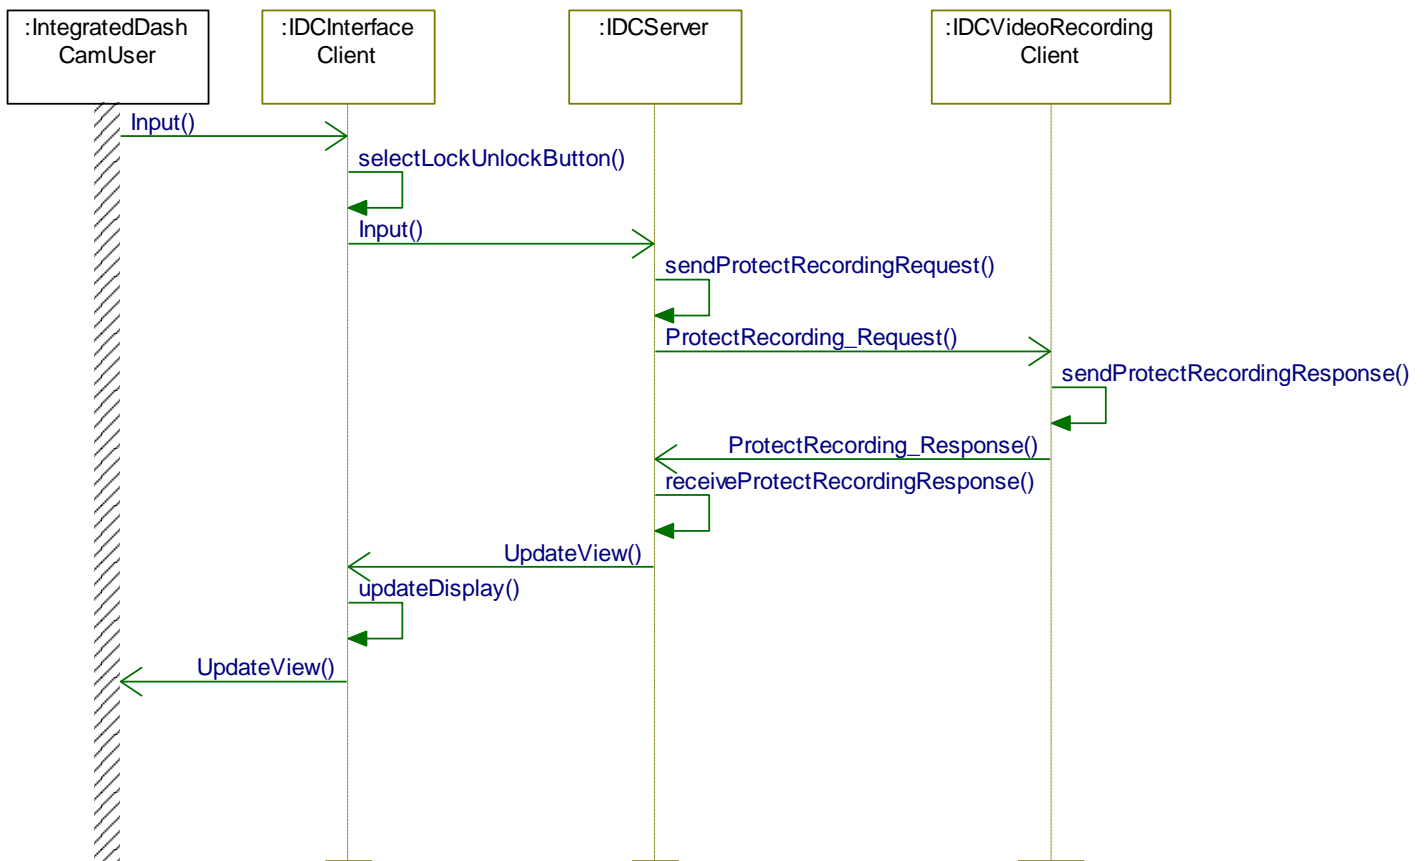 :IntegratedDash
CamUser
:IDCInterface
Client
:IDCServer
:IDCVideoRecording
Client
Input()
selectLockUnlockButton()
Input()
sendProtectRecordingRequest()
ProtectRecording_Request()
sendProtectRecordingResponse()
ProtectRecording_Response()
receiveProtectRecordingResponse()
UpdateView()
updateDisplay()
UpdateView()